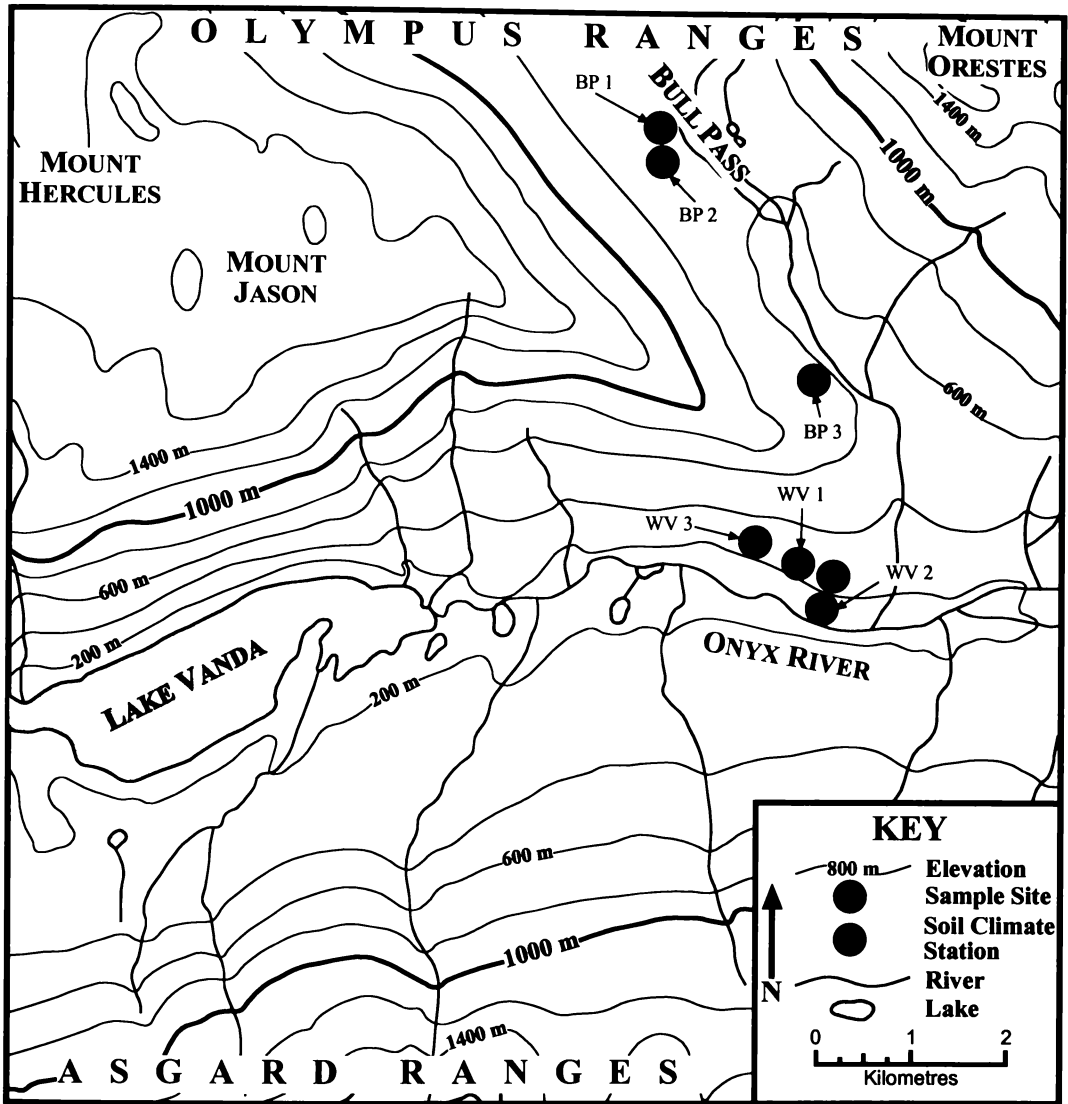 OLYMPUS RANGES
MOUNT
ORESTES
BP 1
BULL PASS
1400 m
1000 m
MOUNT
HERCULES
BP 2
MOUNT
JASON
600 m
BP 3
1400 m
1000 m
WV 1
WV 3
WV 2
600 m
200 m
ONYX RIVER
LAKE VANDA
200 m
600 m
1000 m
1400 m
ASGARD RANGES
KEY
800 m
Elevation
Sample Site
Soil Climate
Station
River
Lake
N
0 1 2
Kilometres